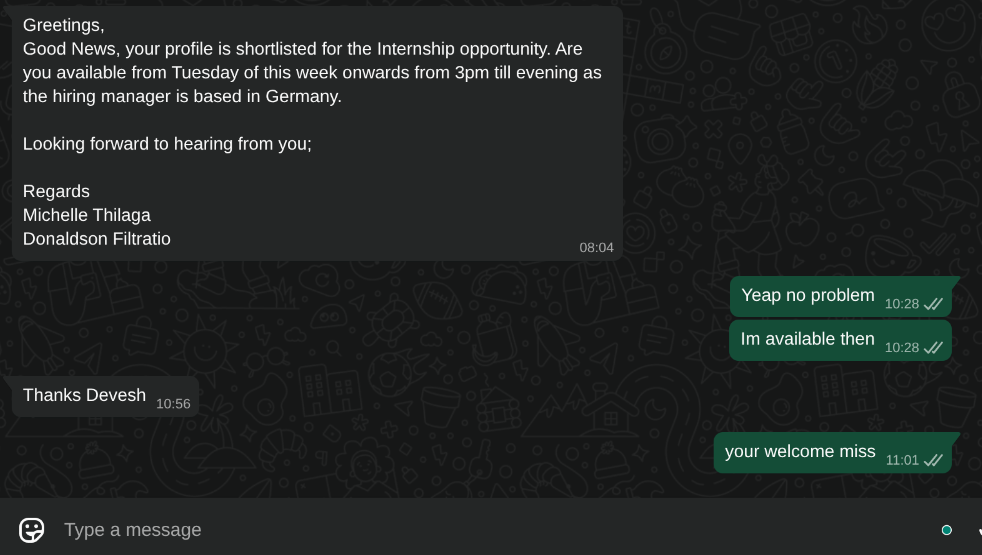 Greetings,
Good News, your profile is shortlisted for the Internship opportunity. Are
you available from Tuesday of this week onwards from 3pm till evening as
the hiring manager is based in Germany.
Looking forward to hearing from you;
Regards
Michelle Thilaga
Donaldson Filtratio
08:04
Yeap no problem 10:28
Im available then 10:28
Thanks Devesh 10:56
your welcome miss 11:01
Type a message